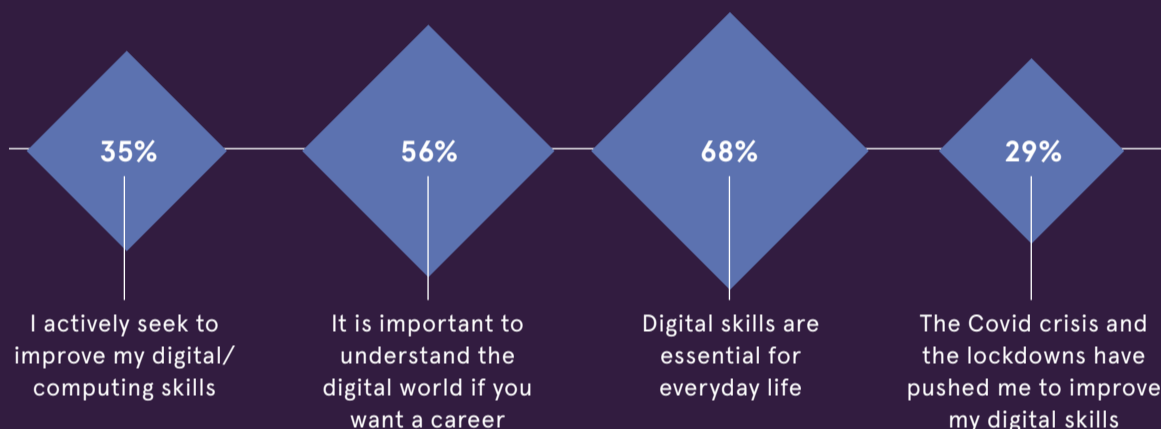 35%
I actively seek to
improve my digital/
computing skills
56%
It is important to
understand the
digital world if you
want a career
68%
Digital skills are
essential for
everyday life
29%
The Covid crisis and
the lockdowns have
pushed me to improve
my digital skills